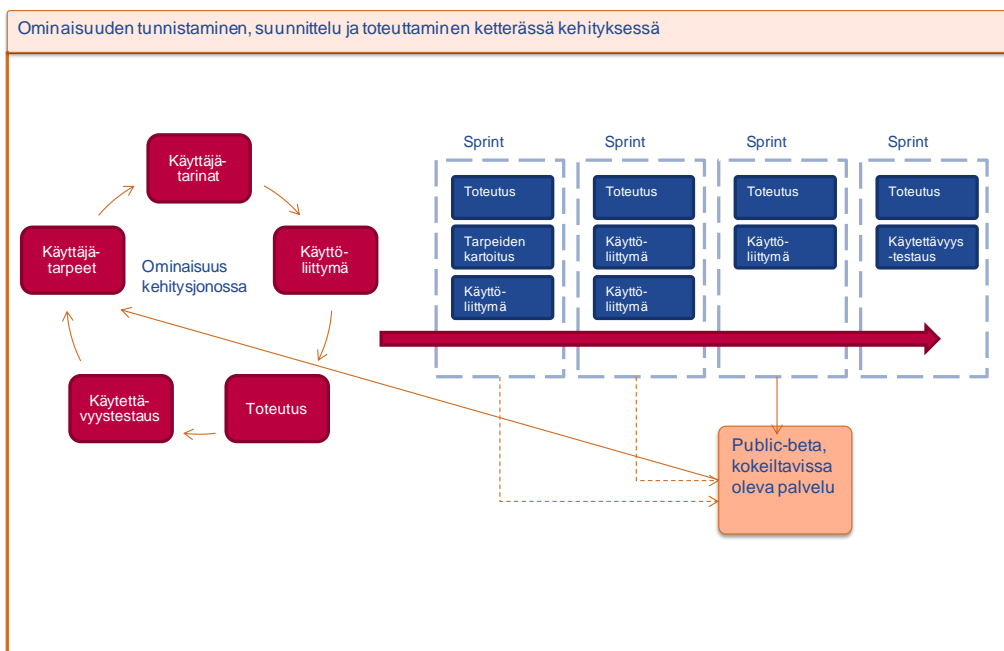 Ominaisuuden tunnistaminen, suunnittelu ja toteuttaminen ketterässä kehityksessä
Käyttäjä-
tarinat
Käyttäjä-
tarpeet
Käyttö-
liittymä
Ominaisuus
kehitysjonossa
Käytettä-
vyystestaus
Toteutus
Sprint
Toteutus
Tarpeiden
kartoitus
Käyttö-
liittymä
Sprint
Toteutus
Käyttö-
liittymä
Käyttö-
liittymä
Sprint
Toteutus
Käyttö-
liittymä
Sprint
Toteutus
Käytettävyys
-testaus
Public-beta,
kokeiltavissa
oleva palvelu